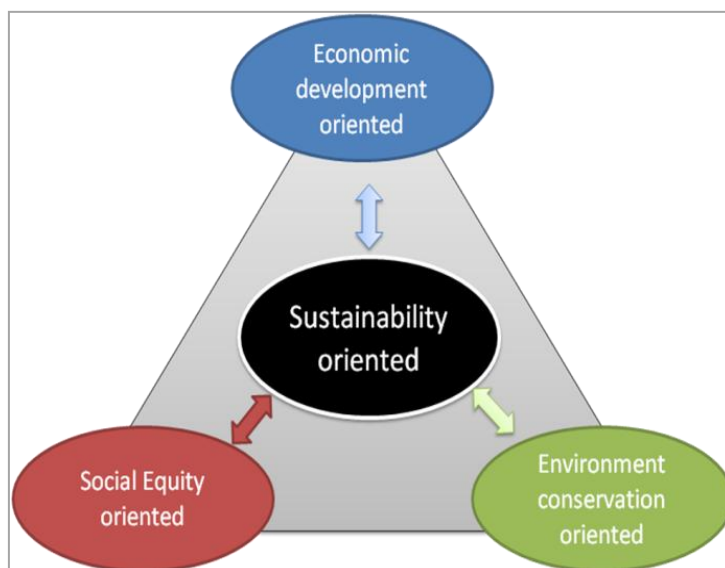 Economic
development
oriented
Sustainability
oriented
Social Equity
oriented
Environment
conservation
oriented